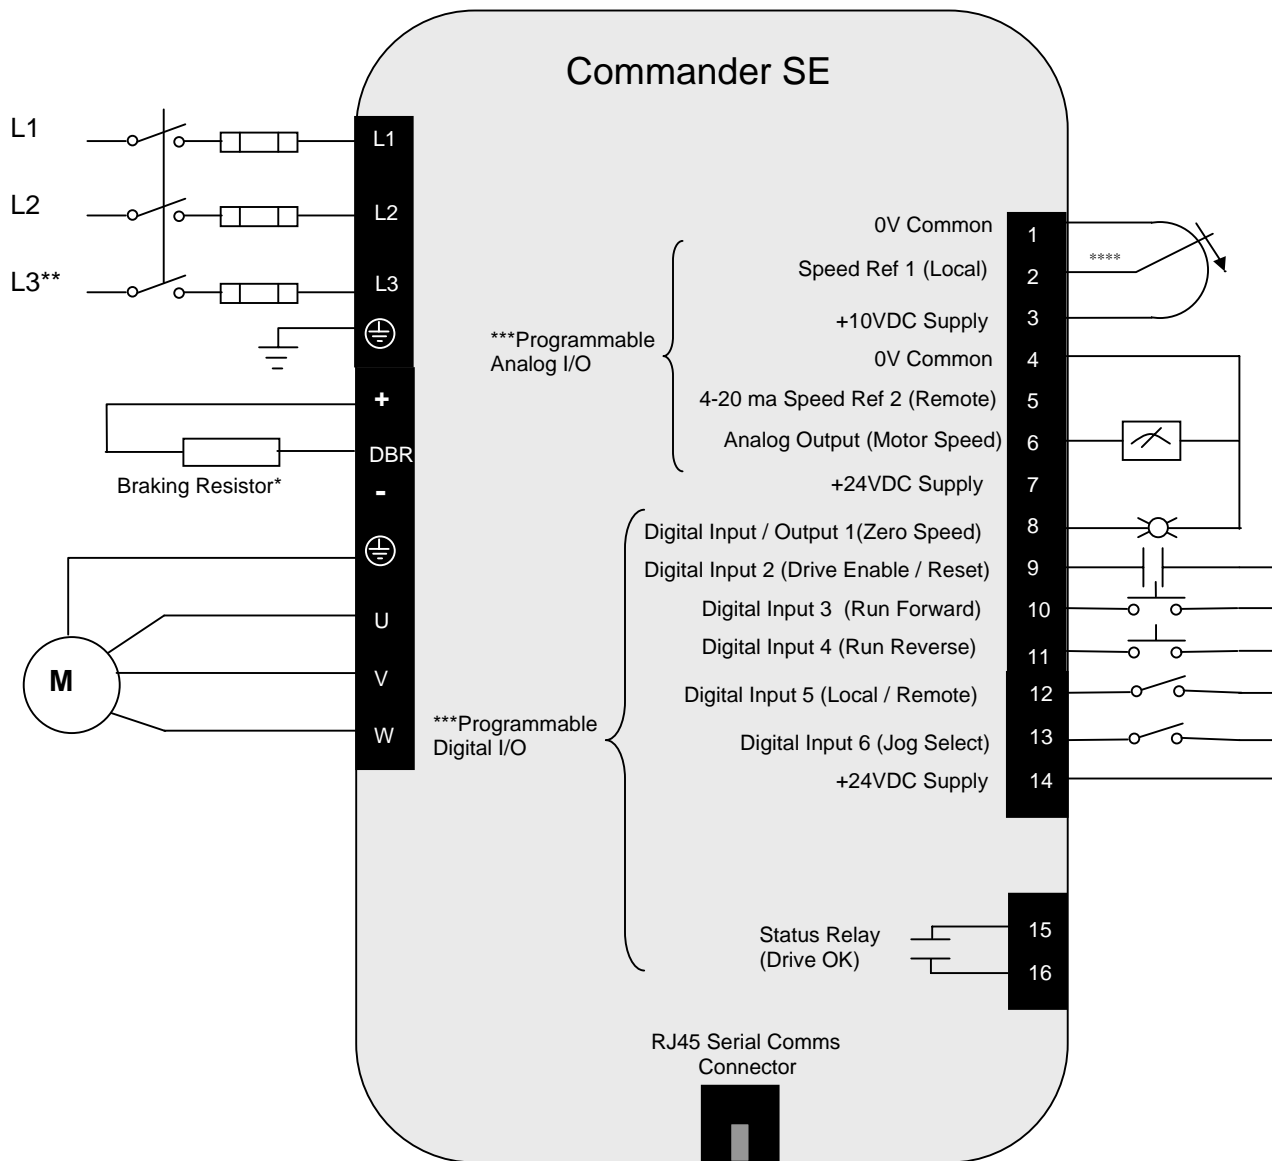 Commander SE
L1
L1
L2
L2
L3**
L3
+
DBR
Braking Resistor*
-
U
M
V
W
***Programmable
Analog I/O
***Programmable
Digital I/O
0V Common 1
Speed Ref 1 (Local) 2 ****
+10VDC Supply 3
0V Common 4
4-20 ma Speed Ref 2 (Remote) 5
Analog Output (Motor Speed) 6
+24VDC Supply 7
Digital Input / Output 1(Zero Speed) 8
Digital Input 2 (Drive Enable / Reset) 9
Digital Input 3 (Run Forward) 10
Digital Input 4 (Run Reverse) 11
Digital Input 5 (Local / Remote) 12
Digital Input 6 (Jog Select) 13
+24VDC Supply 14
Status Relay
(Drive OK)
15
16
RJ45 Serial Comms
Connector